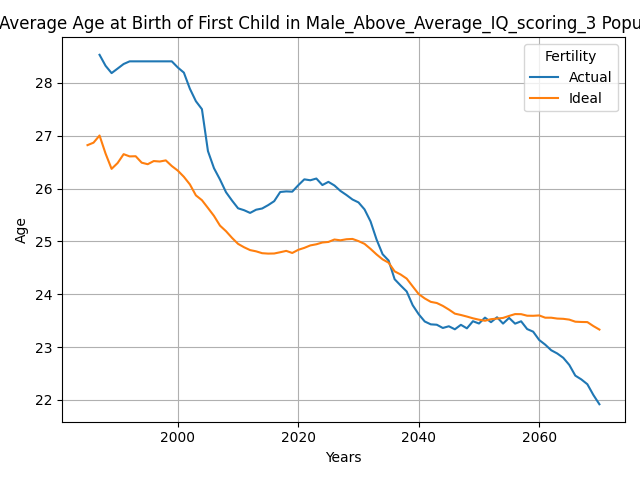 Average Age at Birth of First Child in Male_Above_Average_IQ_scoring_3 Popu
Fertility
Actual
Ideal
28
27
26
25
24
23
22
Age
2000
2020
2040
2060
Years